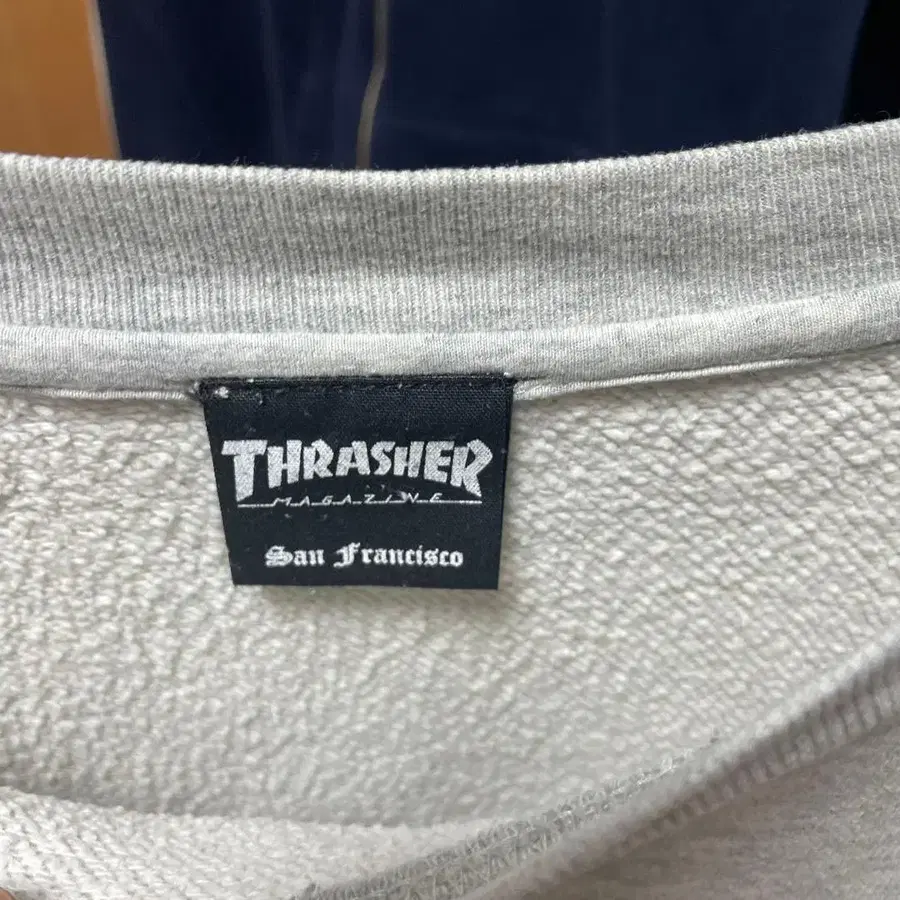 THRASHER
MAGAZINE
San Francisco